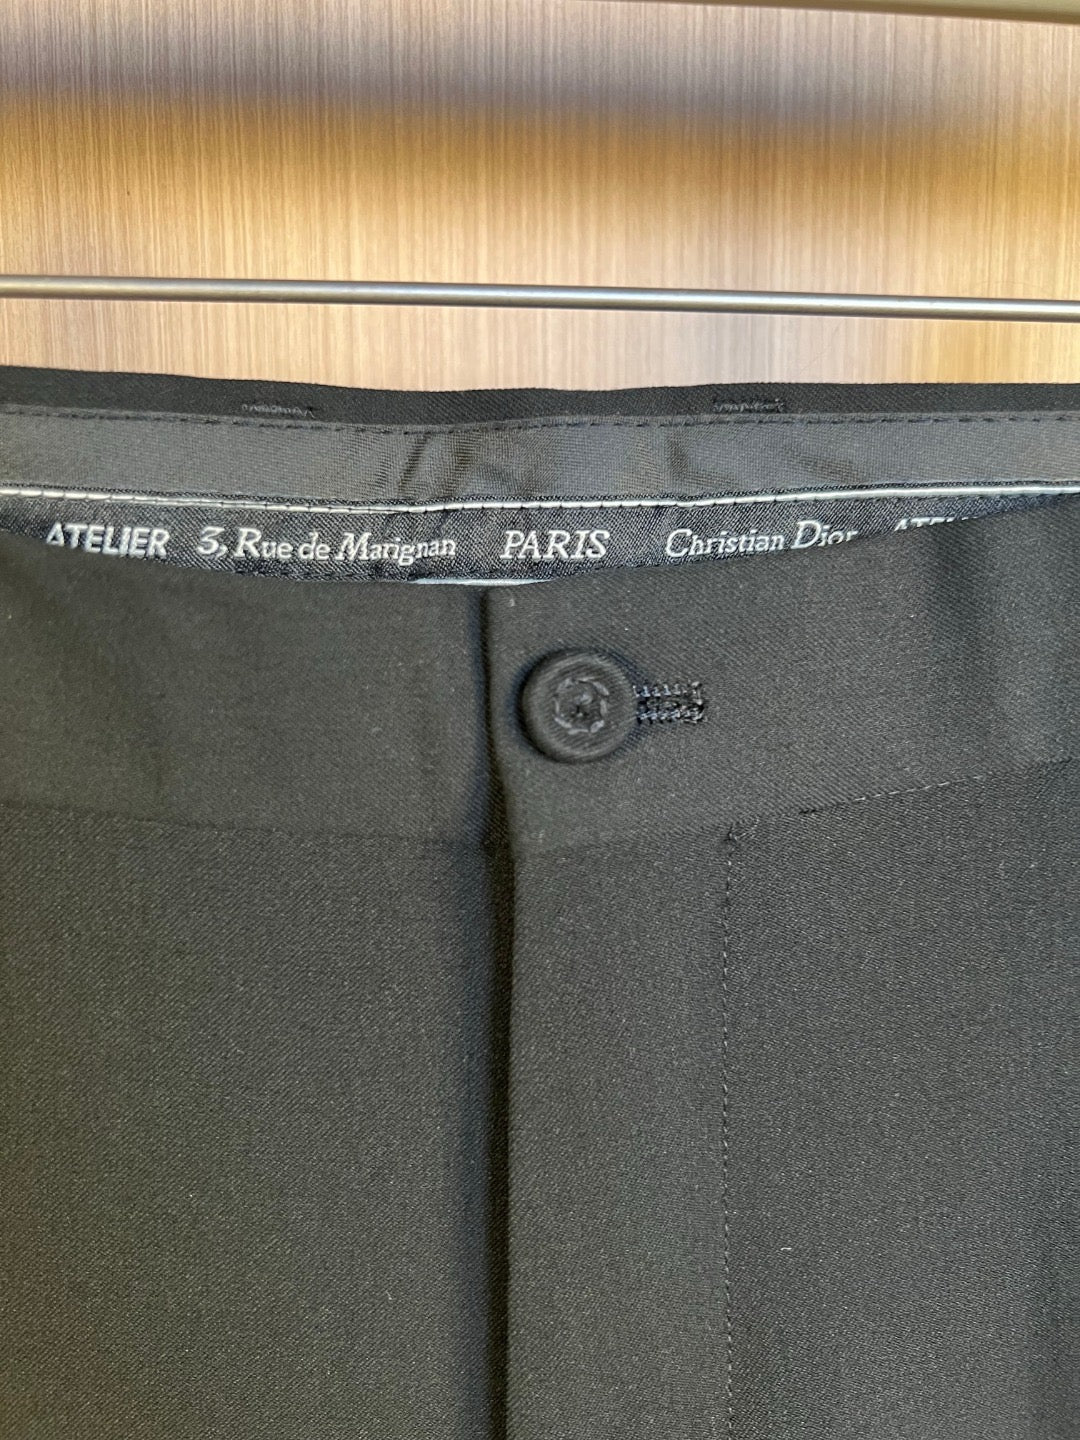 ATELIER 3, Rue de Marignan PARIS Christian Dior